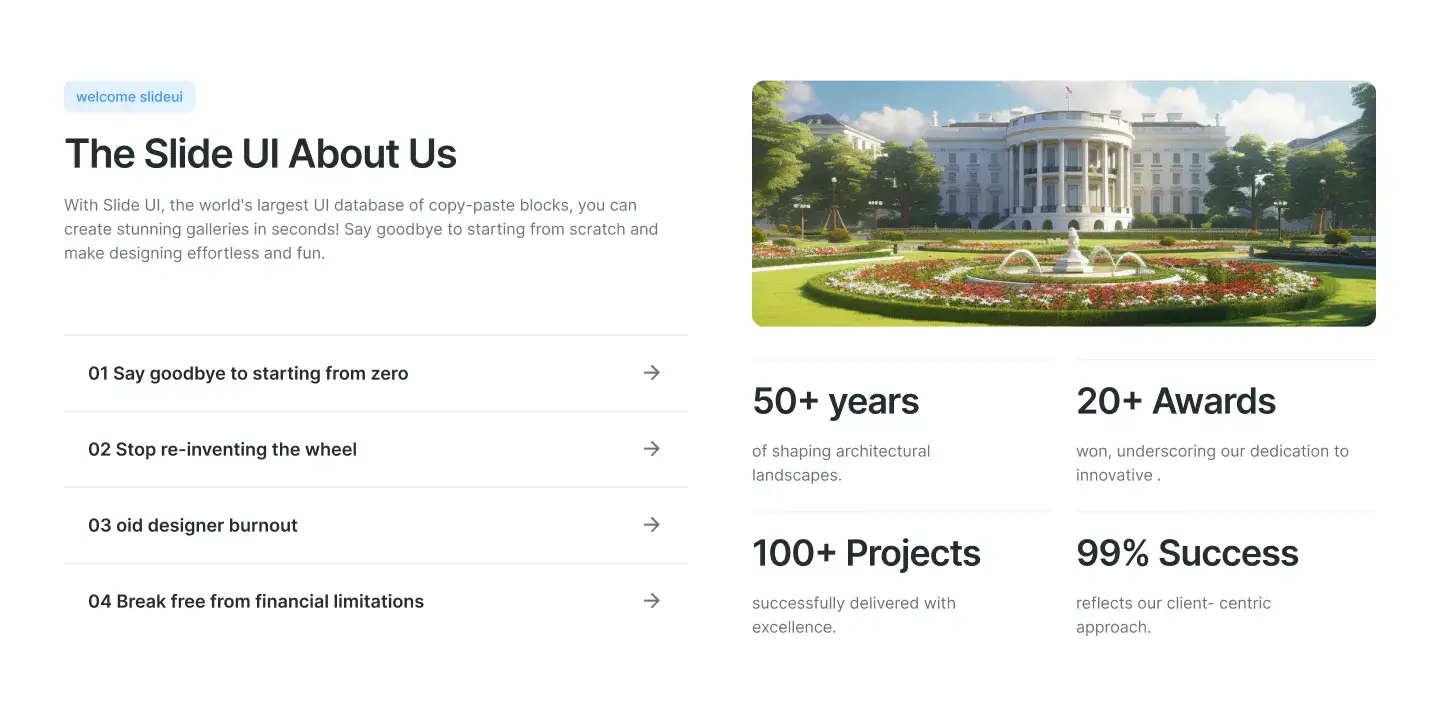 welcome slideui
The Slide UI About Us
With Slide UI, the world's largest UI database of copy-paste blocks, you can
create stunning galleries in seconds! Say goodbye to starting from scratch and
make designing effortless and fun.
01 Say goodbye to starting from zero
02 Stop re-inventing the wheel
03 oid designer burnout
04 Break free from financial limitations
50+ years
of shaping architectural
landscapes.
20+ Awards
won, underscoring our dedication to
innovative .
100+ Projects
successfully delivered with
excellence.
99% Success
reflects our client- centric
approach.